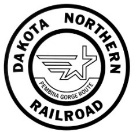 DAKOTA NORTHERN
PEMBINA GORGE ROUTE
RAILROAD